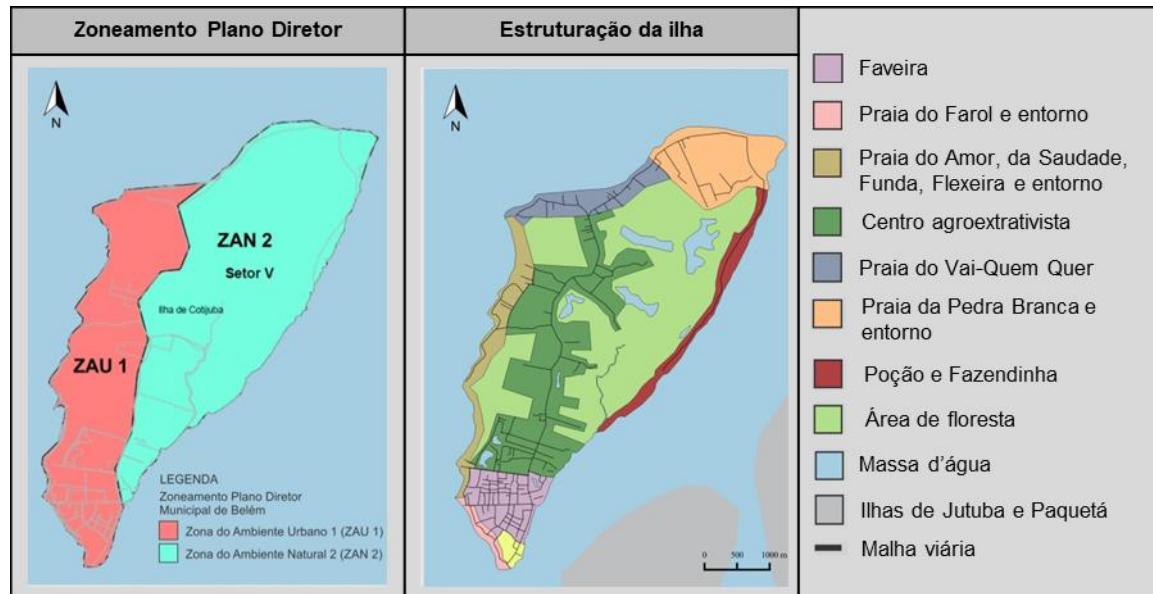 Zoneamento Plano Diretor
Estruturação da ilha
N
ZAN 2
Setor V
Ilha de Cotijuba
ZAU 1
LEGENDA
Zoneamento Plano Diretor
Municipal de Belém
Zona do Ambiente Urbano 1 (ZAU 1)
Zona do Ambiente Natural 2 (ZAN 2)
N
0 500 1000 m
Faveira
Praia do Farol e entorno
Praia do Amor, da Saudade,
Funda, Flexeira e entorno
Centro agroextrativista
Praia do Vai-Quem Quer
Praia da Pedra Branca e
entorno
Poção e Fazendinha
Área de floresta
Massa d'água
Ilhas de Jutuba e Paquetá
Malha viária